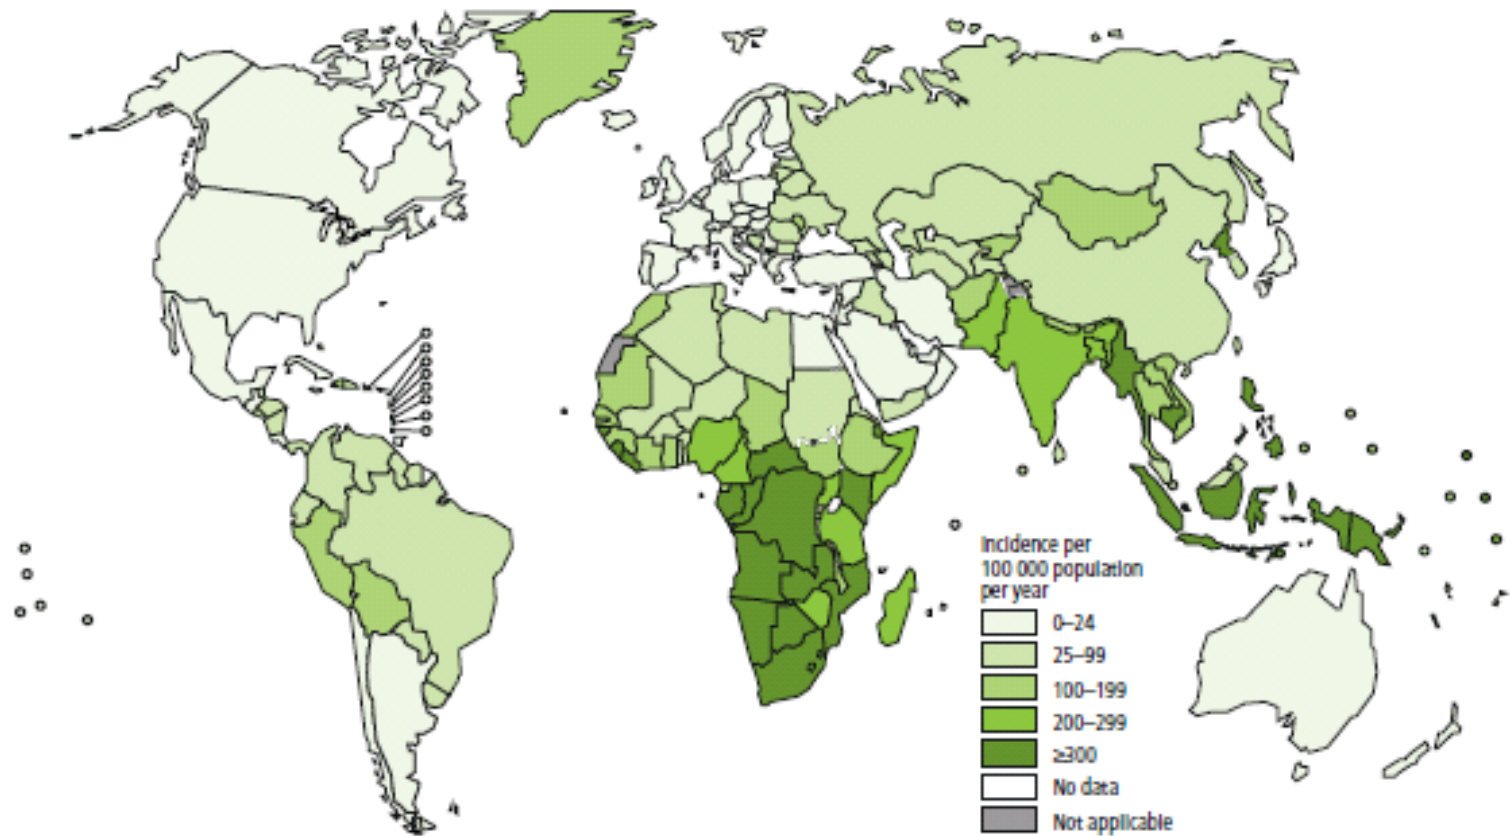 Incidence per
100 000 population
per year
0–24
25–99
100–199
200–299
≥300
No data
Not applicable